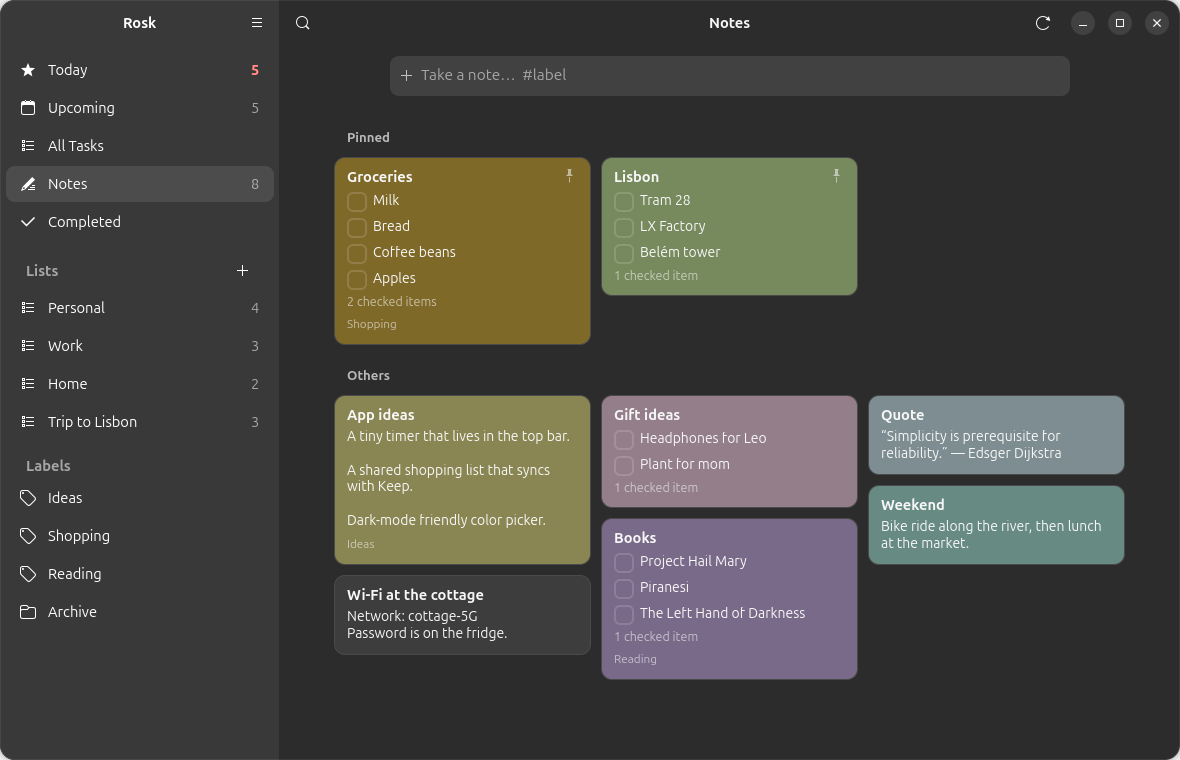 Rosk
Today 5
Upcoming 5
All Tasks
Notes 8
Completed
Lists
Personal 4
Work 3
Home 2
Trip to Lisbon 3
Labels
Ideas
Shopping
Reading
Archive
Notes
Take a note… #label
Pinned
Groceries
Milk
Bread
Coffee beans
Apples
2 checked items
Shopping
Lisbon
Tram 28
LX Factory
Belém tower
1 checked item
Others
App ideas
A tiny timer that lives in the top bar.
A shared shopping list that syncs
with Keep.
Dark-mode friendly color picker.
Ideas
Wi-Fi at the cottage
Network: cottage-5G
Password is on the fridge.
Gift ideas
Headphones for Leo
Plant for mom
1 checked item
Books
Project Hail Mary
Piranesi
The Left Hand of Darkness
1 checked item
Reading
Quote
“Simplicity is prerequisite for
reliability.” — Edsger Dijkstra
Weekend
Bike ride along the river, then lunch
at the market.